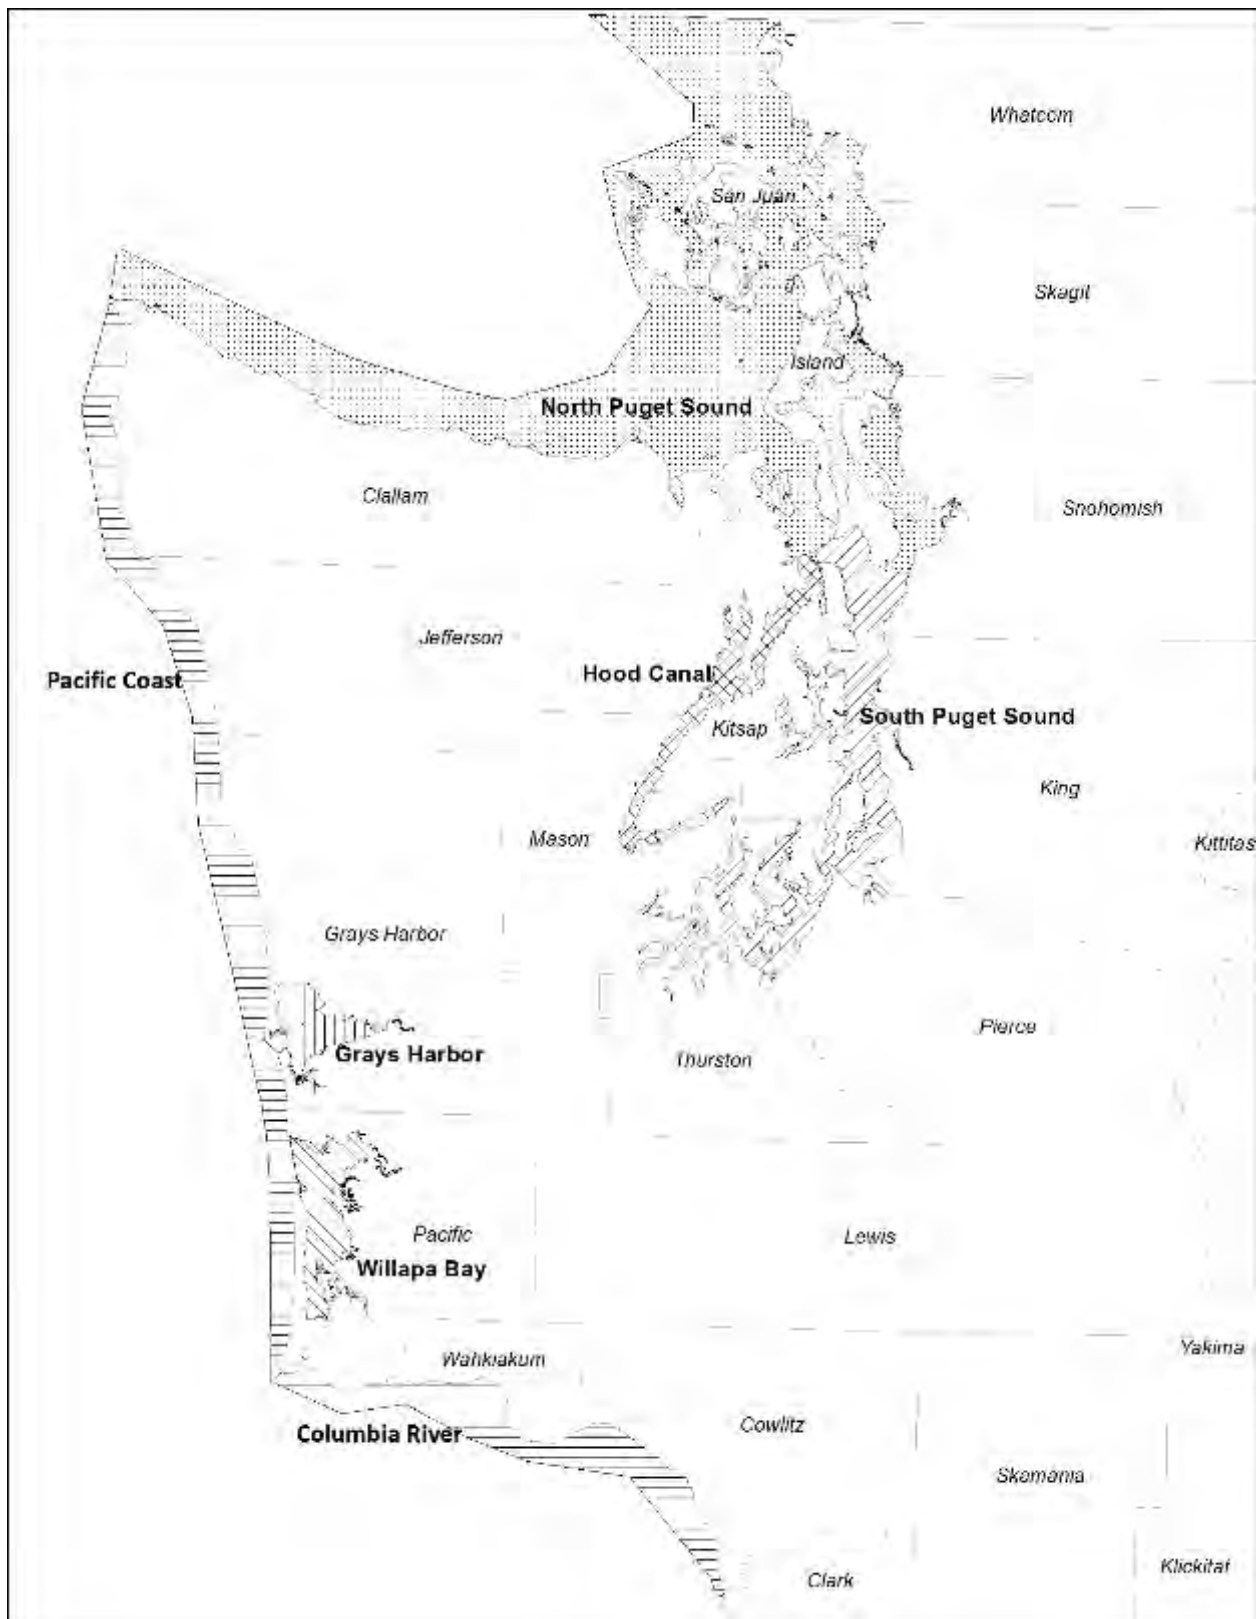 Whatcom
San Juan
Skagit
Island
North Puget Sound
Clallam
Snohomish
Jefferson
Hood Canal
Pacific Coast
South Puget Sound
Kitsap
King
Mason
Kittitas
Grays Harbor
Pierce
Grays Harbor
Thurston
Pacific
Lewis
Willapa Bay
Yakima
Wahkiakum
Cowlitz
Columbia River
Skamania
Klickitat
Clark